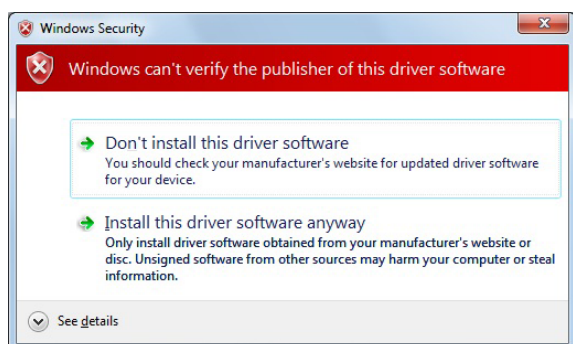 Windows Security
Windows can't verify the publisher of this driver software
Don't install this driver software
You should check your manufacturer's website for updated driver software
for your device.
Install this driver software anyway
Only install driver software obtained from your manufacturer's website or
disc. Unsigned software from other sources may harm your computer or steal
information.
See details